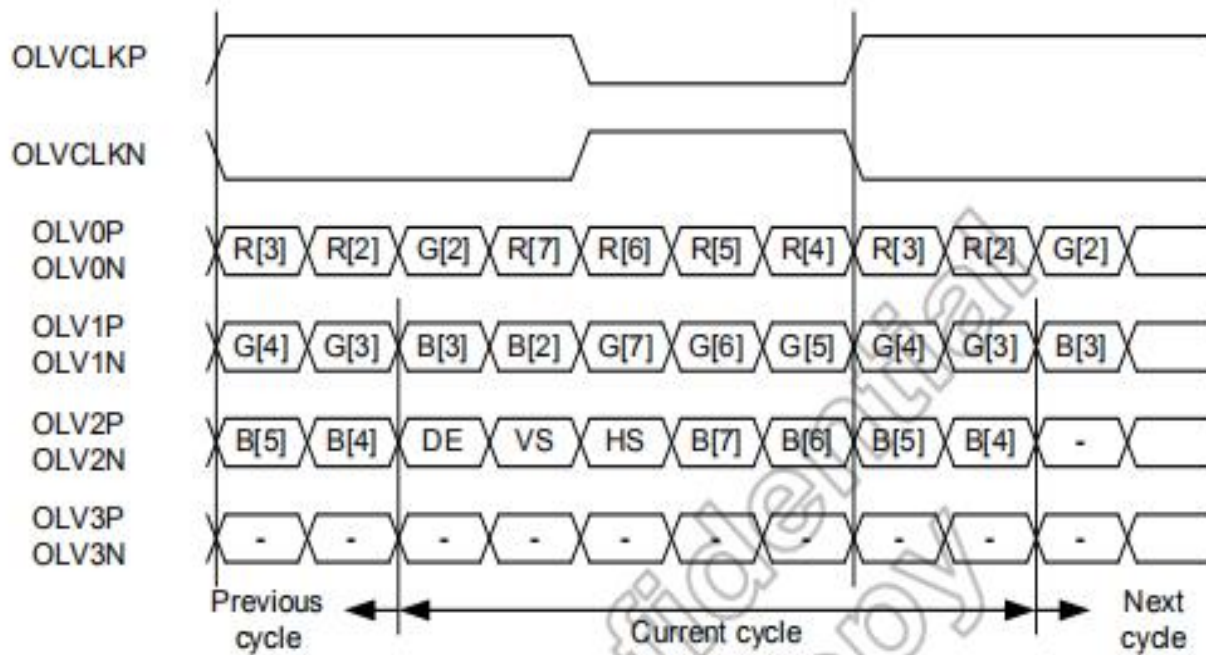 OLVCLKP
OLVCLKN
OLV0P
OLV0N
R[3] R[2] G[2] R[7] R[6] R[5] R[4] R[3] R[2] G[2]
OLV1P
OLV1N
G[4] G[3] B[3] B[2] G[7] G[6] G[5] G[4] G[3] B[3]
OLV2P
OLV2N
B[5] B[4] DE VS HS B[7] B[6] B[5] B[4] -
OLV3P
OLV3N
- - - - - - - - - -
Previous cycle
Current cycle
Next cycle